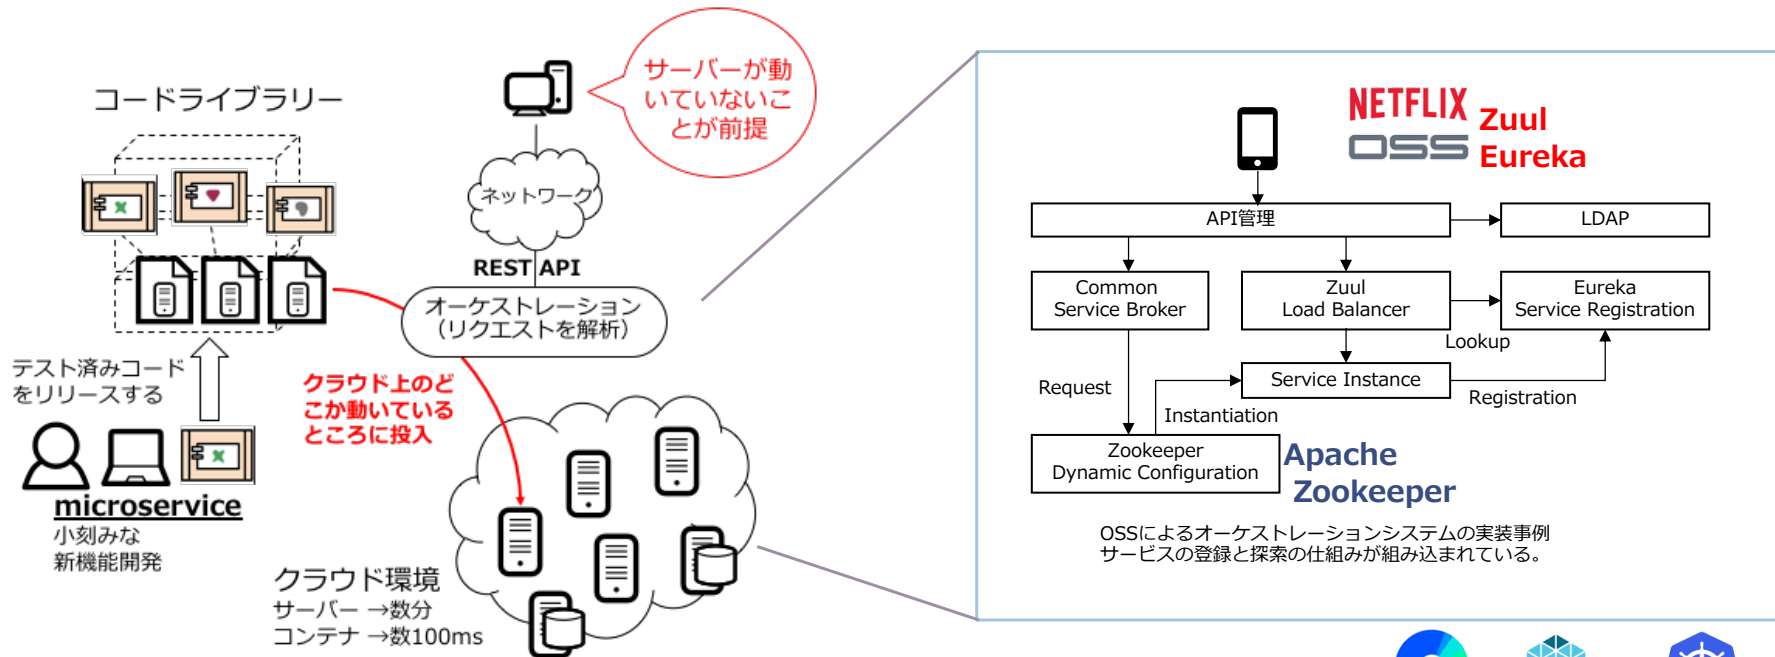 コードライブラリー
サーバーが動
いていないこ
とが前提
ネットワーク
REST API
オーケストレーション
（リクエストを解析）
テスト済みコード
をリリースする
クラウド上のど
こか動いている
ところに投入
microservice
小刻みな
新機能開発
クラウド環境
サーバー →数分
コンテナ →数100ms
NETFLIX
OSS
Zuul
Eureka
API管理
LDAP
Common
Service Broker
Zuul
Load Balancer
Eureka
Service Registration
Lookup
Request
Service Instance
Registration
Instantiation
Zookeeper
Dynamic Configuration
Apache
Zookeeper
OSSによるオーケストレーションシステムの実装事例
サービスの登録と探索の仕組みが組み込まれている。